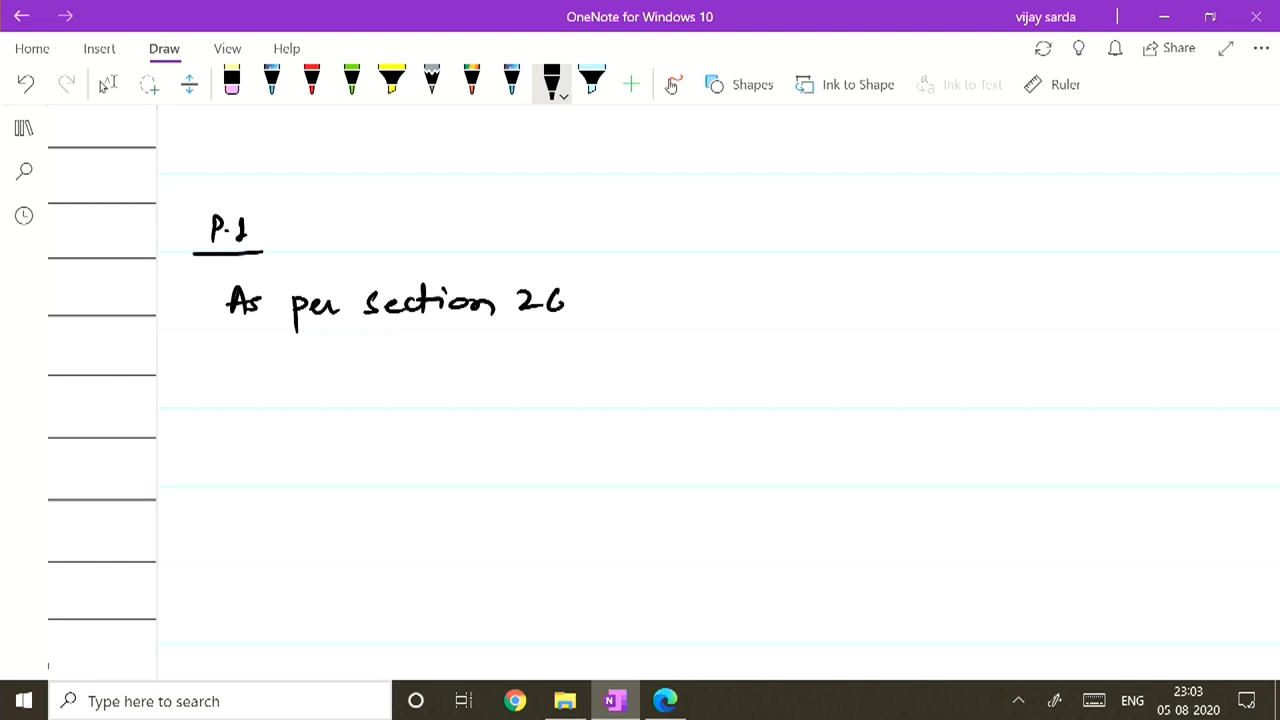 OneNote for Windows 10
vijay sarda
Home Insert Draw View Help
Share
Shapes Ink to Shape Ink to Text Ruler
P.1
As per section 26
Type here to search
ENG
23:03
05-08-2020